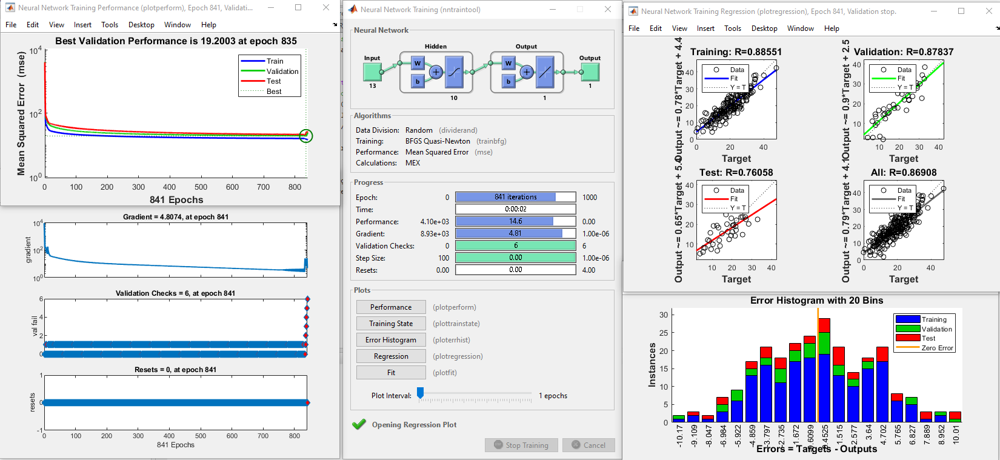 Neural Network Training Performance (plotperform), Epoch 841, Validati...
File Edit View Insert Tools Desktop Window Help
Best Validation Performance is 19.2003 at epoch 835
Mean Squared Error (mse)
10^4
10^2
10^0
Train
Validation
Test
Best
0 100 200 300 400 500 600 700 800
841 Epochs
Gradient = 4.8074, at epoch 841
gradient
10^4
10^2
10^0
Validation Checks = 6, at epoch 841
val fail
6
4
2
0
Resets = 0, at epoch 841
resets
1
0
-1
0 100 200 300 400 500 600 700 800
841 Epochs
Neural Network Training (nntraintool)
Neural Network
Hidden Output
Input Output
W W
b b
+ +
13 1
10 1
Algorithms
Data Division: Random (dividerand)
Training: BFGS Quasi-Newton (trainbfg)
Performance: Mean Squared Error (mse)
Calculations: MEX
Progress
Epoch: 0 841 iterations 1000
Time: 0:00:02
Performance: 4.10e+03 14.6 0.00
Gradient: 8.93e+03 4.81 1.00e-06
Validation Checks: 0 6 6
Step Size: 100 0.00 1.00e-06
Resets: 0.00 0.00 4.00
Plots
Performance (plotperform)
Training State (plottrainstate)
Error Histogram (ploterrhist)
Regression (plotregression)
Fit (plotfit)
Plot Interval: 1 epochs
Opening Regression Plot
Stop Training Cancel
Neural Network Training Regression (plotregression), Epoch 841, Validation stop.
File Edit View Insert Tools Desktop Window Help
Training: R=0.88551
Output ~= 0.78*Target + 4.4
40
30
20
10
0
Data
Fit
Y = T
0 20 40
Target
Validation: R=0.87837
Output ~= 0.9*Target + 2.5
40
30
20
10
Data
Fit
Y = T
10 20 30 40
Target
Test: R=0.76058
Output ~= 0.65*Target + 5.4
40
30
20
10
Data
Fit
Y = T
10 20 30 40
Target
All: R=0.86908
Output ~= 0.79*Target + 4.1
40
30
20
10
0
Data
Fit
Y = T
0 20 40
Target
Error Histogram with 20 Bins
Instances
30
25
20
15
10
5
0
Training
Validation
Test
Zero Error
-10.17 -9.109 -8.047 -6.984 -5.922 -4.859 -3.797 -2.735 -1.672 -0.6099 0.4525 1.515 2.577 3.64 4.702 5.765 6.827 7.889 8.952 10.01
Errors = Targets - Outputs